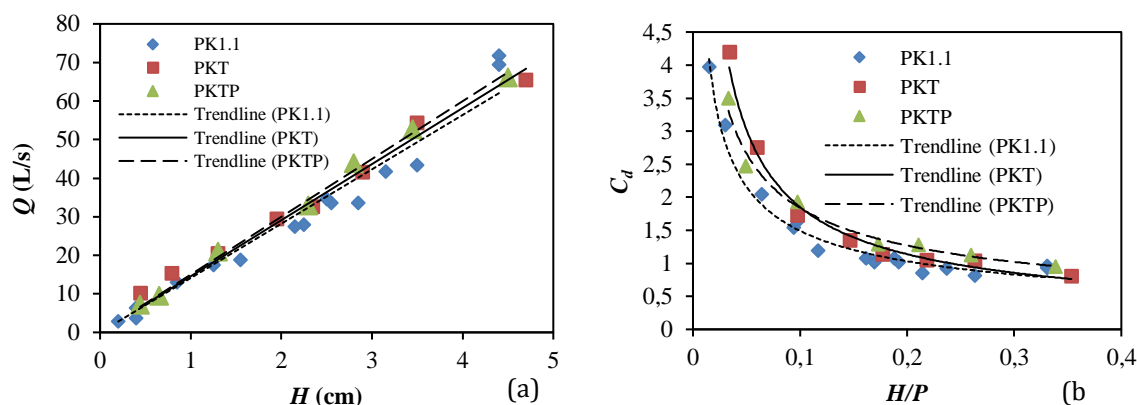 80
70
60
50
40
30
20
10
0
Q (L/s)
PK1.1
PKT
PKTP
Trendline (PK1.1)
Trendline (PKT)
Trendline (PKTP)
0 1 2 3 4 5
H (cm)
(a)
5
4,5
4
3,5
3
2,5
2
1,5
1
0,5
0
Cd
PK1.1
PKT
PKTP
Trendline (PK1.1)
Trendline (PKT)
Trendline (PKTP)
0 0,1 0,2 0,3 0,4
H/P
(b